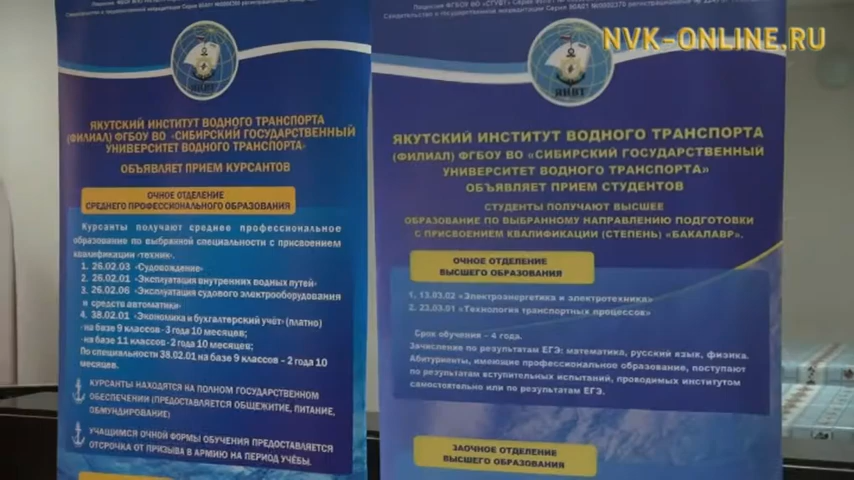 NVK-ONLINE.RU
ЯКУТСКИЙ ИНСТИТУТ ВОДНОГО ТРАНСПОРТА
(ФИЛИАЛ) ФГБОУ ВО «СИБИРСКИЙ ГОСУДАРСТВЕННЫЙ
УНИВЕРСИТЕТ ВОДНОГО ТРАНСПОРТА»
ОБЪЯВЛЯЕТ ПРИЕМ КУРСАНТОВ
ОЧНОЕ ОТДЕЛЕНИЕ
СРЕДНЕГО ПРОФЕССИОНАЛЬНОГО ОБРАЗОВАНИЯ
Курсанты получают среднее профессиональное
образование по выбранной специальности с присвоением
квалификации «техник».
1. 26.02.03 «Судовождение»
2. 26.02.01 «Эксплуатация внутренних водных путей»
3. 26.02.06 «Эксплуатация судового электрооборудования
и средств автоматики»
4. 38.02.01 «Экономика и бухгалтерский учёт» (платно)
- на базе 9 классов - 3 года 10 месяцев;
- на базе 11 классов - 2 года 10 месяцев;
По специальности 38.02.01 на базе 9 классов - 2 года 10
месяцев.
КУРСАНТЫ НАХОДЯТСЯ НА ПОЛНОМ ГОСУДАРСТВЕННОМ
ОБЕСПЕЧЕНИИ (ПРЕДОСТАВЛЯЕТСЯ ОБЩЕЖИТИЕ, ПИТАНИЕ,
ОБМУНДИРОВАНИЕ)
УЧАЩИМСЯ ОЧНОЙ ФОРМЫ ОБУЧЕНИЯ ПРЕДОСТАВЛЯЕТСЯ
ОТСРОЧКА ОТ ПРИЗЫВА В АРМИЮ НА ПЕРИОД УЧЁБЫ.
ЯИВТ
ЯКУТСКИЙ ИНСТИТУТ ВОДНОГО ТРАНСПОРТА
(ФИЛИАЛ) ФГБОУ ВО «СИБИРСКИЙ ГОСУДАРСТВЕННЫЙ
УНИВЕРСИТЕТ ВОДНОГО ТРАНСПОРТА»
ОБЪЯВЛЯЕТ ПРИЕМ СТУДЕНТОВ
СТУДЕНТЫ ПОЛУЧАЮТ ВЫСШЕЕ
ОБРАЗОВАНИЕ ПО ВЫБРАННОМУ НАПРАВЛЕНИЮ ПОДГОТОВКИ
С ПРИСВОЕНИЕМ КВАЛИФИКАЦИИ (СТЕПЕНЬ) «БАКАЛАВР».
ОЧНОЕ ОТДЕЛЕНИЕ
ВЫСШЕГО ОБРАЗОВАНИЯ
1. 13.03.02 «Электроэнергетика и электротехника»
2. 23.03.01 «Технология транспортных процессов»
Срок обучения - 4 года.
Зачисление по результатам ЕГЭ: математика, русский язык, физика.
Абитуриенты, имеющие профессиональное образование, поступают
по результатам вступительных испытаний, проводимых институтом
самостоятельно или по результатам ЕГЭ.
ЗАОЧНОЕ ОТДЕЛЕНИЕ
ВЫСШЕГО ОБРАЗОВАНИЯ